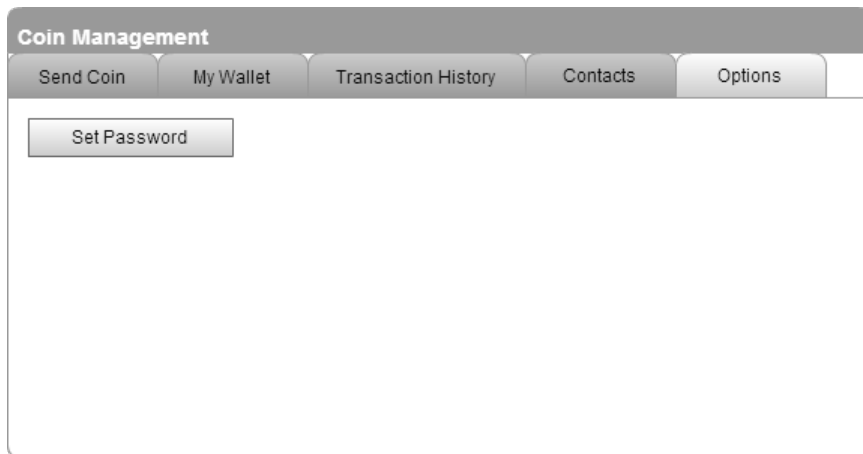 Coin Management
Send Coin My Wallet Transaction History Contacts Options
Set Password